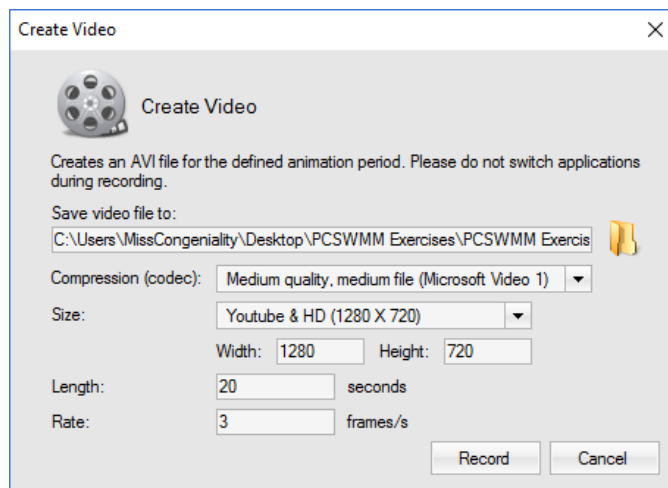 Create Video
Create Video
Creates an AVI file for the defined animation period. Please do not switch applications
during recording.
Save video file to:
C:\Users\MissCongeniality\Desktop\PCSWMM Exercises\PCSWMM Exercis
Compression (codec): Medium quality, medium file (Microsoft Video 1)
Size: Youtube & HD (1280 X 720)
Width: 1280 Height: 720
Length: 20 seconds
Rate: 3 frames/s
Record Cancel